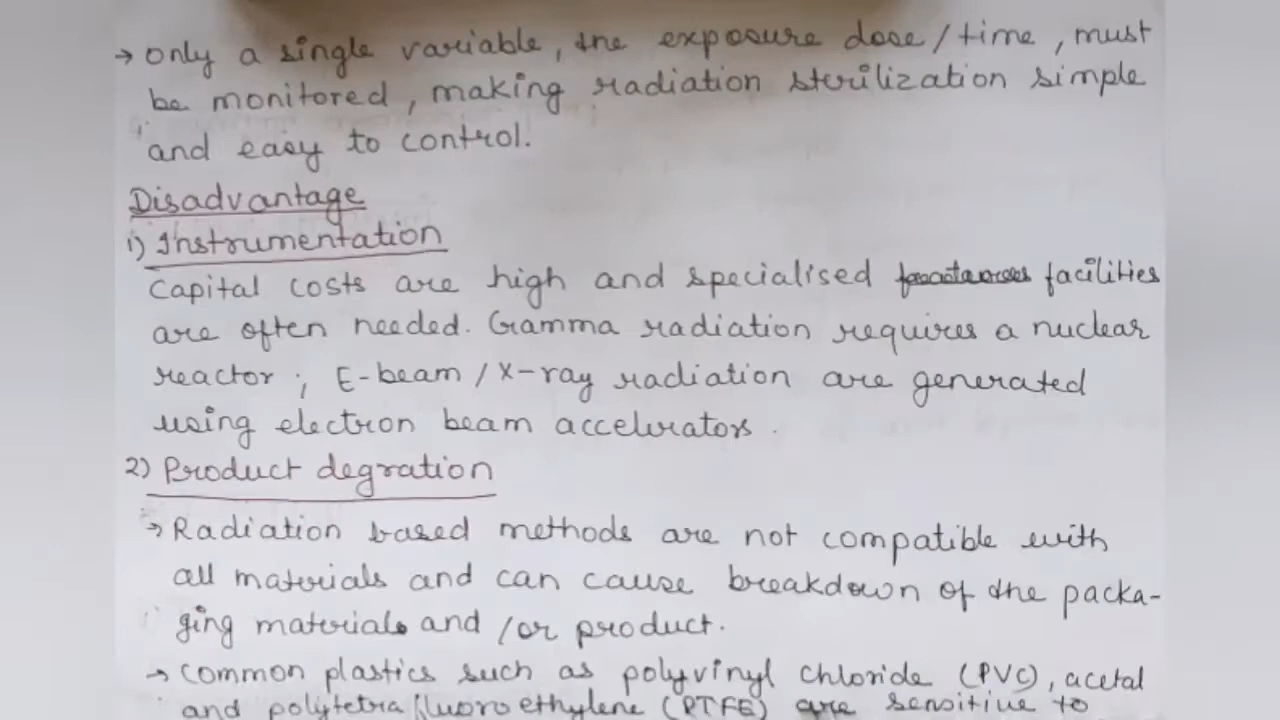 → only a single variable, the exposure dose/time, must
be monitored, making radiation sterilization simple
and easy to control.
Disadvantage
1) Instrumentation
Capital costs are high and specialised facilities
are often needed. Gamma radiation requires a nuclear
reactor; E-beam/X-ray radiation are generated
using electron beam accelerators.
2) Product degration
→ Radiation based methods are not compatible with
all materials and can cause breakdown of the packa-
ging materials and/or product.
→ Common plastics such as polyvinyl chloride (PVC), acetal
and polytetrafluoroethylene (PTFE) are sensitive to